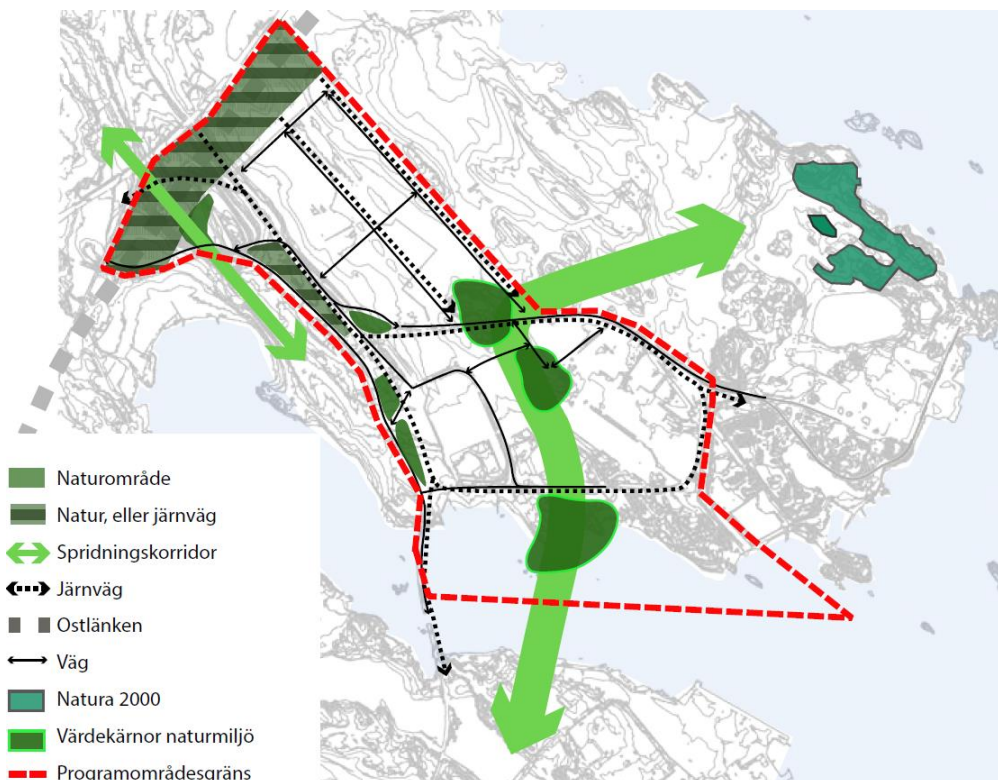 Naturområde
Natur, eller järnväg
Spridningskorridor
Järnväg
Ostlänken
Väg
Natura 2000
Värdekärnor naturmiljö
Programområdesgräns